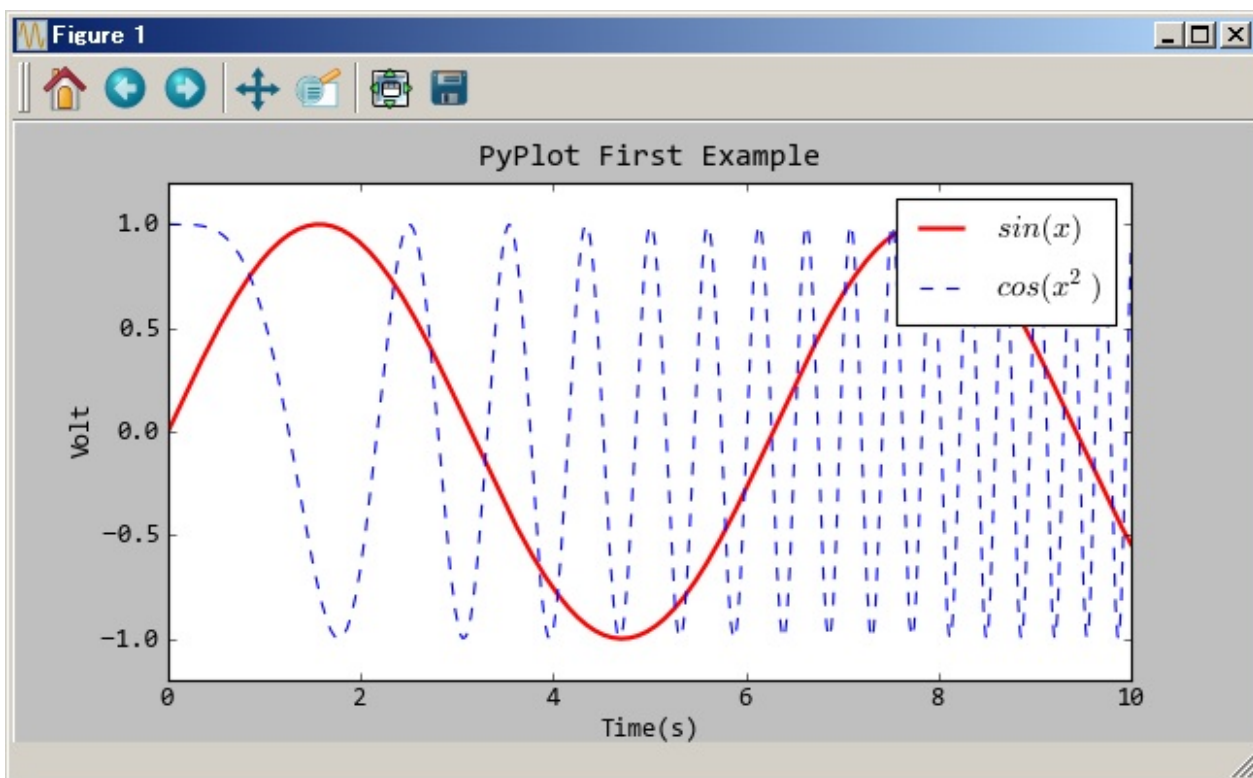 Figure 1
PyPlot First Example
sin(x)
cos(x²)
1.0
0.5
0.0
−0.5
−1.0
Volt
0 2 4 6 8 10
Time(s)